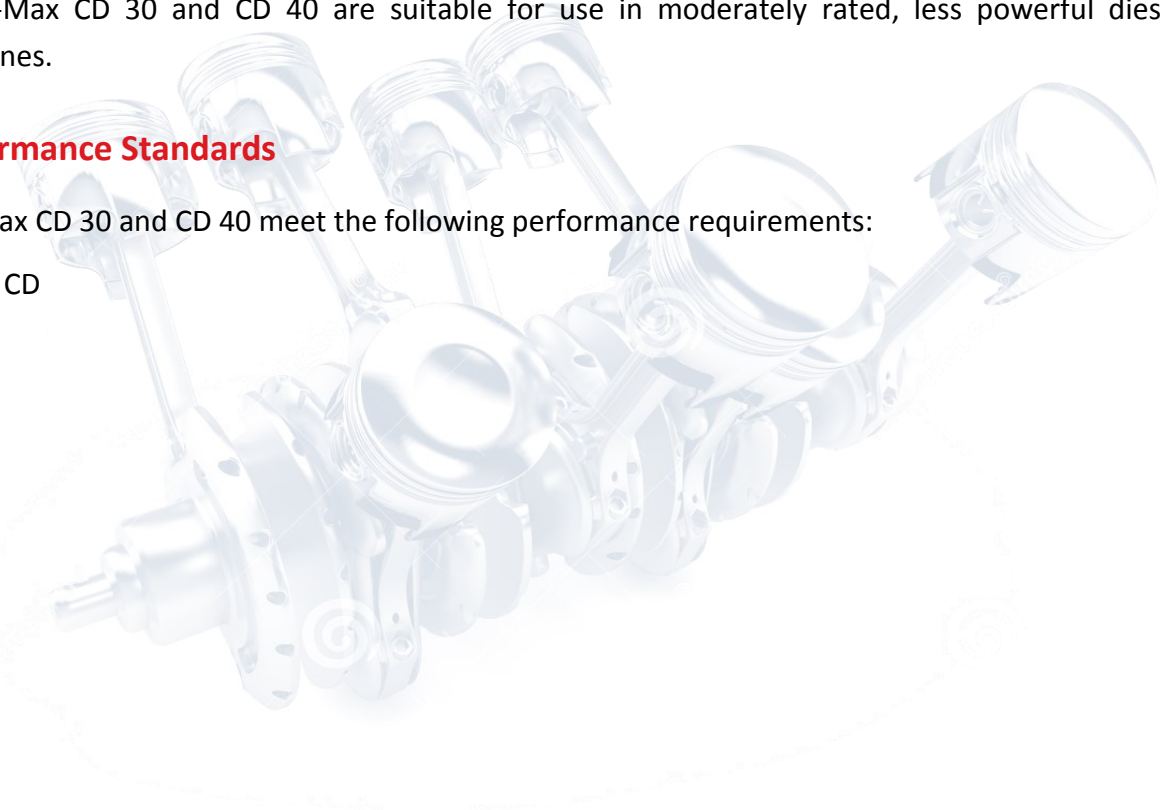 -Max CD 30 and CD 40 are suitable for use in moderately rated, less powerful dies
nes.
rmance Standards
ax CD 30 and CD 40 meet the following performance requirements:
CD